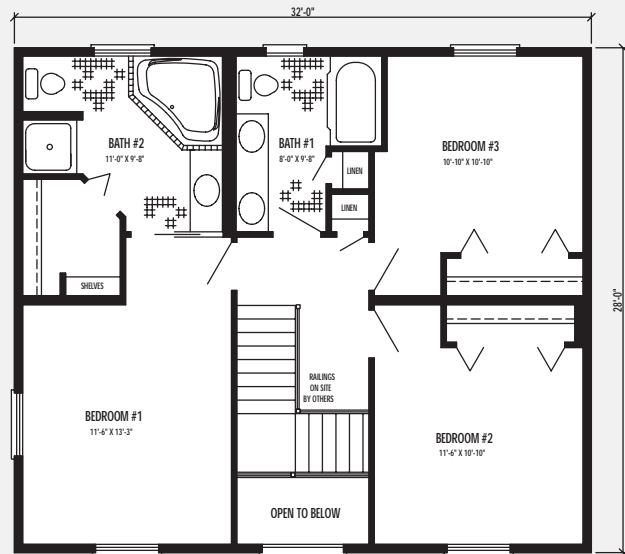 32'-0"
BATH #2
11'-0" X 9'-8"
BATH #1
8'-0" X 9'-8"
BEDROOM #3
10'-10" X 10'-10"
LINEN
LINEN
SHELVES
28'-0"
RAILINGS
ON SITE
BY OTHERS
BEDROOM #1
11'-6" X 13'-3"
BEDROOM #2
11'-6" X 10'-10"
OPEN TO BELOW